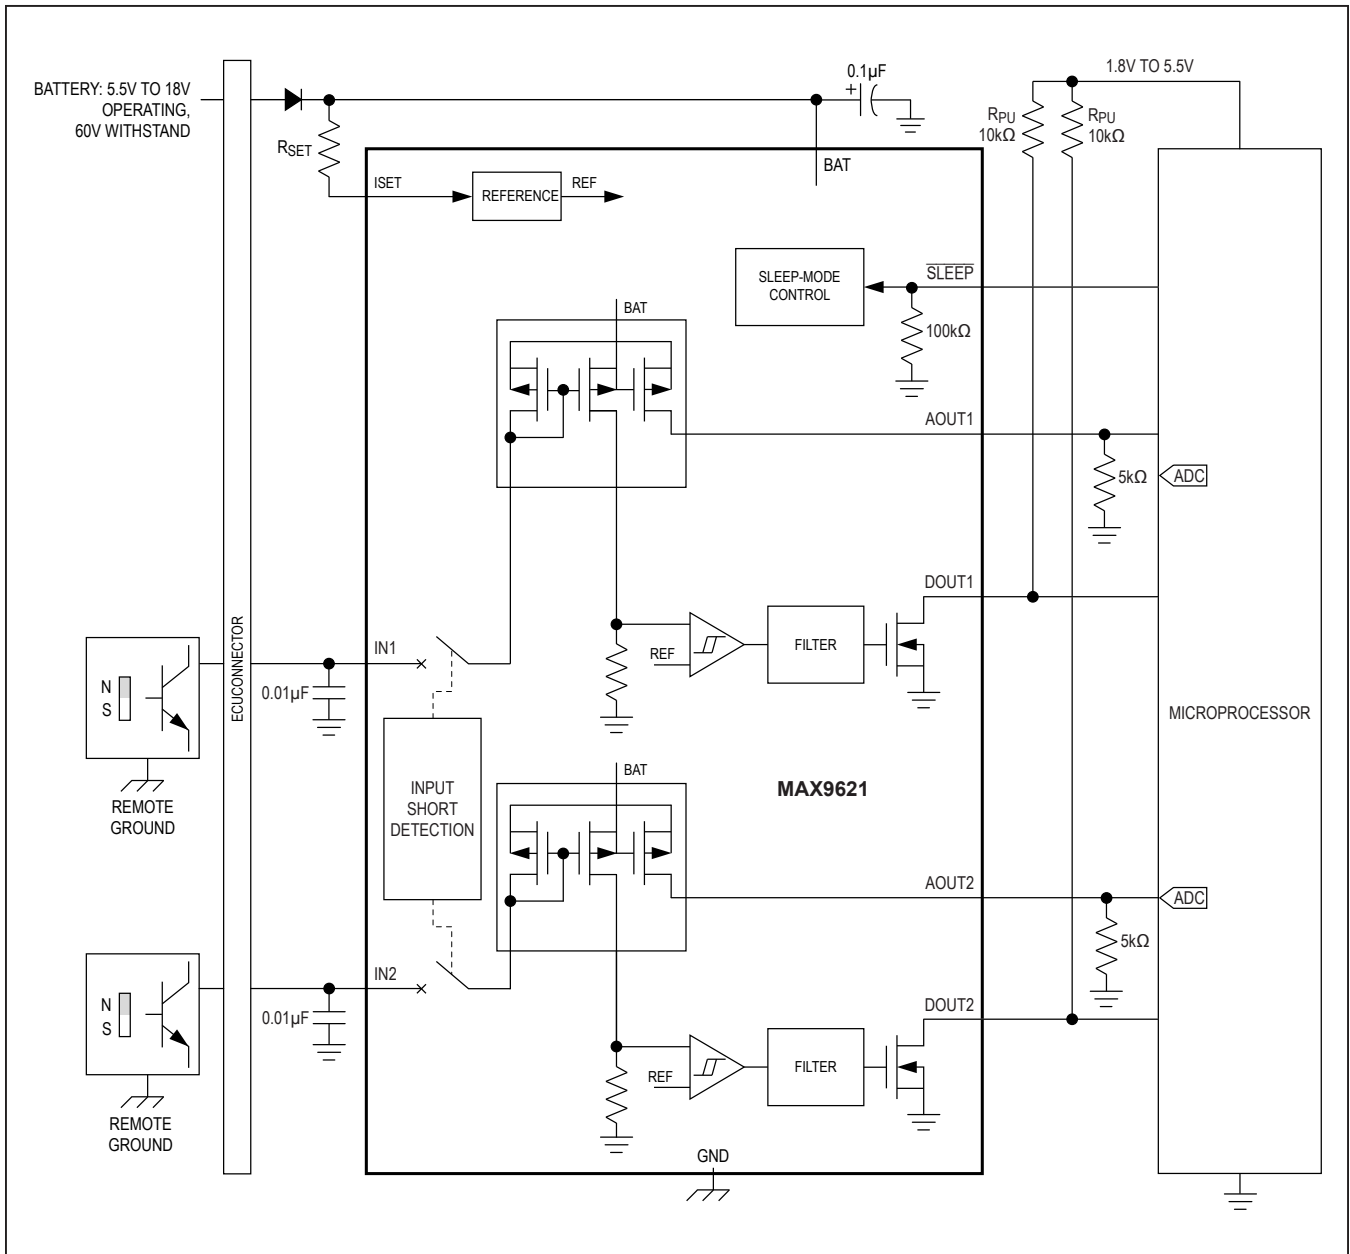 BATTERY: 5.5V TO 18V
OPERATING,
60V WITHSTAND
RSET
0.1µF
+
BAT
1.8V TO 5.5V
RPU
10kΩ
RPU
10kΩ
ISET
REFERENCE
REF
SLEEP-MODE
CONTROL
SLEEP
100kΩ
BAT
AOUT1
5kΩ
ADC
DOUT1
ECUCONNECTOR
N
S
REMOTE
GROUND
0.01µF
IN1
REF
FILTER
MICROPROCESSOR
INPUT
SHORT
DETECTION
BAT
MAX9621
AOUT2
ADC
5kΩ
N
S
REMOTE
GROUND
0.01µF
IN2
DOUT2
REF
FILTER
GND